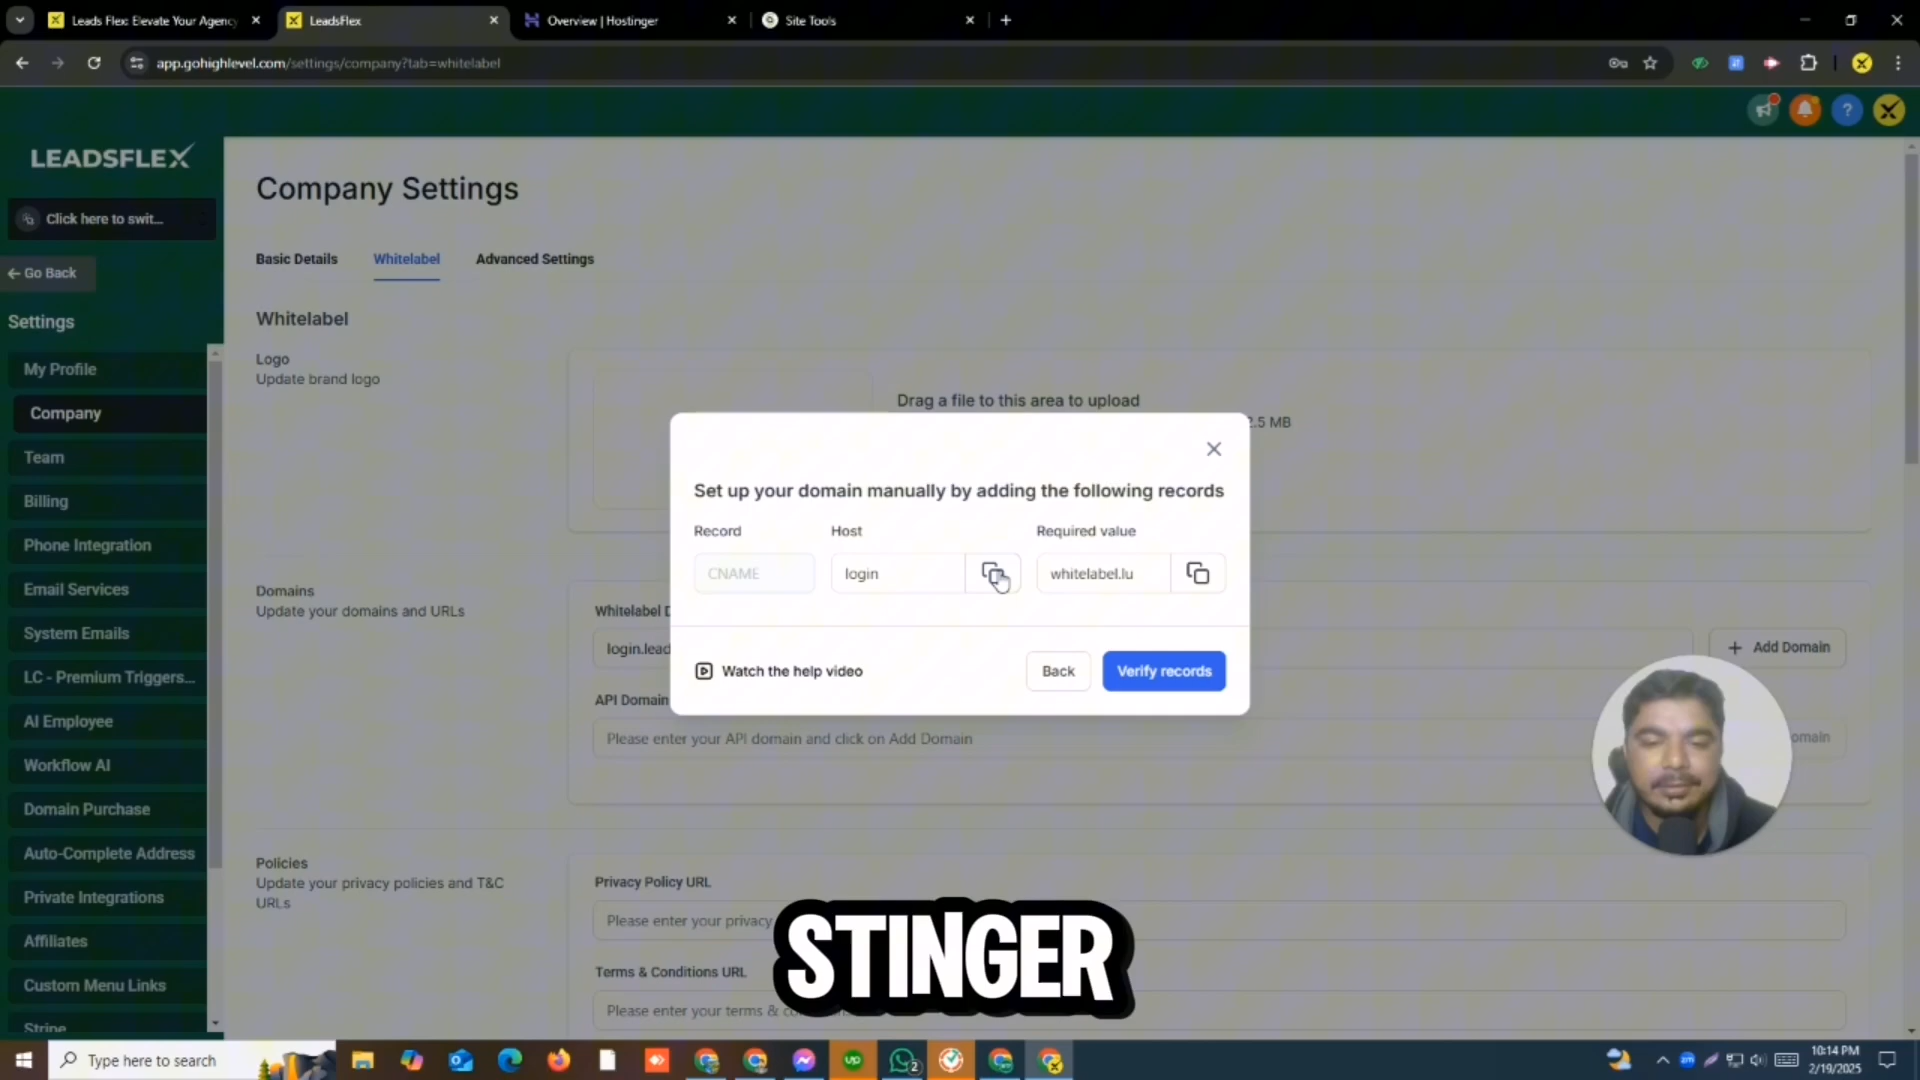 Leads Flex: Elevate Your Agency
LeadsFlex
Overview | Hostinger
Site Tools
app.gohighlevel.com/settings/company?tab=whitelabel
LEADSFLEX
Click here to swit...
Go Back
Settings
My Profile
Company
Team
Billing
Phone Integration
Email Services
System Emails
LC - Premium Triggers...
AI Employee
Workflow AI
Domain Purchase
Auto-Complete Address
Private Integrations
Affiliates
Custom Menu Links
Stripe
Company Settings
Basic Details
Whitelabel
Advanced Settings
Whitelabel
Logo
Update brand logo
Drag a file to this area to upload
2.5 MB
Set up your domain manually by adding the following records
Record
Host
Required value
CNAME
login
whitelabel.lu
Watch the help video
Back
Verify records
Domains
Update your domains and URLs
Whitelabel D
login.lead
+ Add Domain
API Domain
Please enter your API domain and click on Add Domain
omain
Policies
Update your privacy policies and T&C
URLs
Privacy Policy URL
Please enter your privacy
Terms & Conditions URL
Please enter your terms & co
STINGER
Type here to search
up
2
zm
10:14 PM
2/19/2025